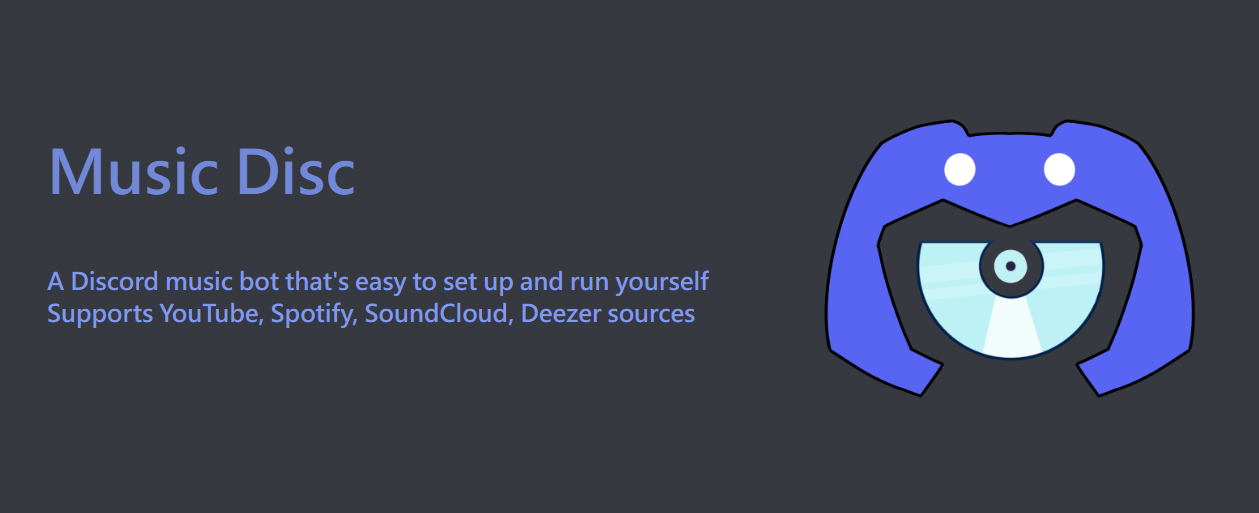 Music Disc
A Discord music bot that's easy to set up and run yourself
Supports YouTube, Spotify, SoundCloud, Deezer sources